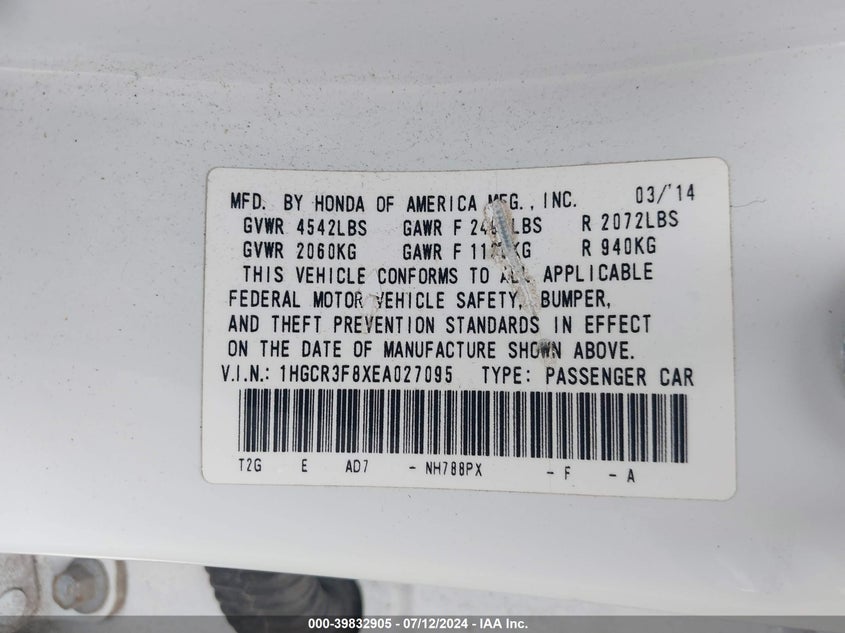 MFD. BY HONDA OF AMERICA MFG., INC. 03/'14
GVWR 4542LBS GAWR F LBS R 2072LBS
GVWR 2060KG GAWR F KG R 940KG
THIS VEHICLE CONFORMS TO ALL APPLICABLE
FEDERAL MOTOR VEHICLE SAFETY, BUMPER,
AND THEFT PREVENTION STANDARDS IN EFFECT
ON THE DATE OF MANUFACTURE SHOWN ABOVE.
V.I.N.: 1HGCR3F8XEA027095 TYPE: PASSENGER CAR
T2G E AD7 - NH788PX - F - A
000-39832905 - 07/12/2024 - IAA Inc.